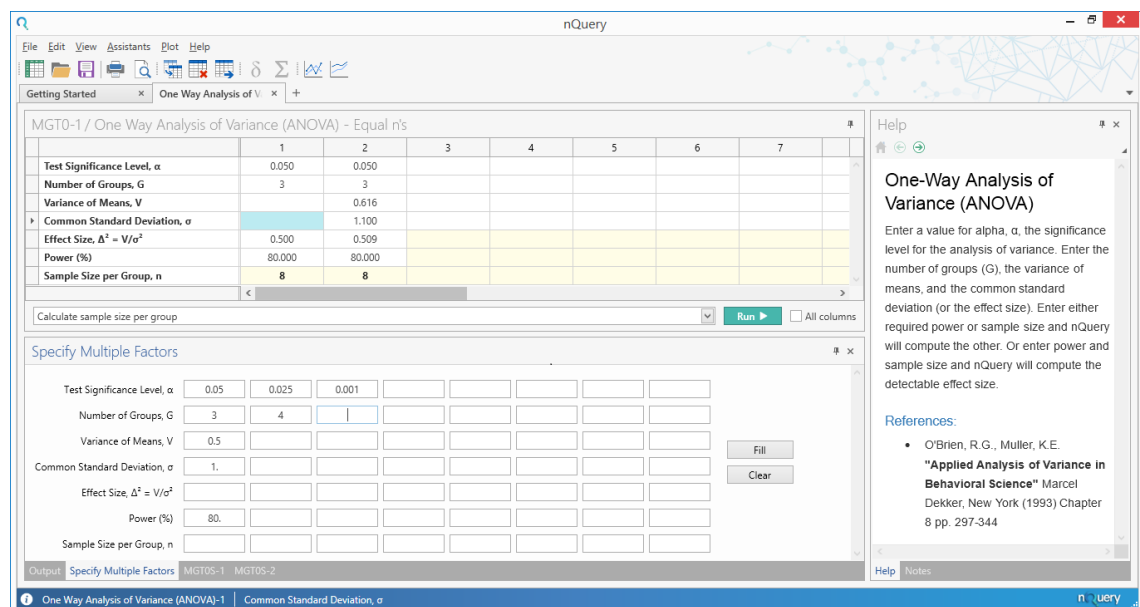 nQuery
File Edit View Assistants Plot Help
δ Σ
Getting Started × One Way Analysis of V × +
MGT0-1 / One Way Analysis of Variance (ANOVA) - Equal n's
1 2 3 4 5 6 7
Test Significance Level, α 0.050 0.050
Number of Groups, G 3 3
Variance of Means, V 0.616
Common Standard Deviation, σ 1.100
Effect Size, Δ² = V/σ² 0.500 0.509
Power (%) 80.000 80.000
Sample Size per Group, n 8 8
Calculate sample size per group Run All columns
Specify Multiple Factors
Test Significance Level, α 0.05 0.025 0.001
Number of Groups, G 3 4
Variance of Means, V 0.5
Common Standard Deviation, σ 1.
Effect Size, Δ² = V/σ²
Power (%) 80.
Sample Size per Group, n
Fill
Clear
Output Specify Multiple Factors MGT0S-1 MGT0S-2
Help
One-Way Analysis of
Variance (ANOVA)
Enter a value for alpha, α, the significance
level for the analysis of variance. Enter the
number of groups (G), the variance of
means, and the common standard
deviation (or the effect size). Enter either
required power or sample size and nQuery
will compute the other. Or enter power and
sample size and nQuery will compute the
detectable effect size.
References:
• O'Brien, R.G., Muller, K.E.
"Applied Analysis of Variance in
Behavioral Science" Marcel
Dekker, New York (1993) Chapter
8 pp. 297-344
Help Notes
One Way Analysis of Variance (ANOVA)-1 Common Standard Deviation, σ
nQuery